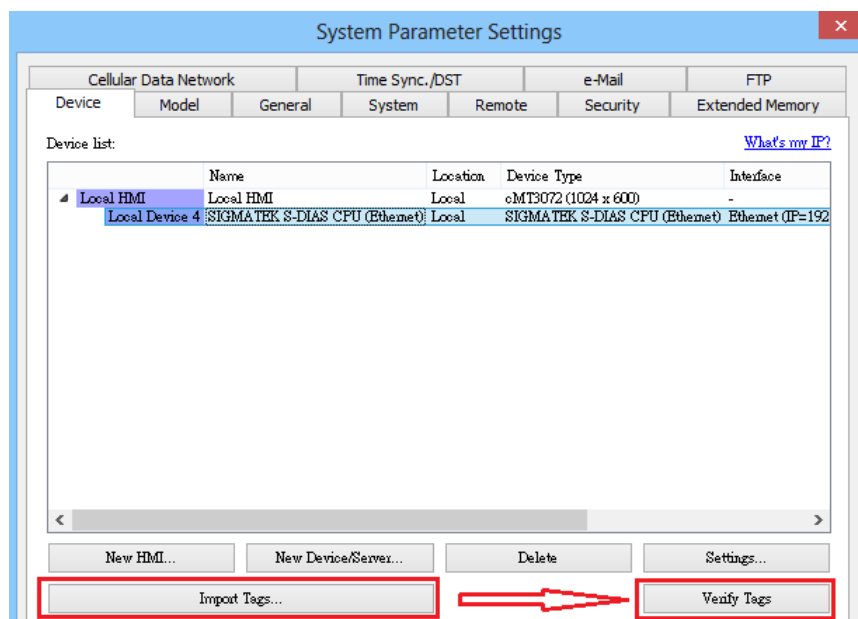 System Parameter Settings
Cellular Data Network Time Sync./DST e-Mail FTP
Device Model General System Remote Security Extended Memory
Device list: What's my IP?
Name Location Device Type Interface
Local HMI Local HMI Local cMT3072 (1024 x 600) -
Local Device 4 SIGMATEK S-DIAS CPU (Ethernet) Local SIGMATEK S-DIAS CPU (Ethernet) Ethernet (IP=192
New HMI... New Device/Server... Delete Settings...
Import Tags... Verify Tags